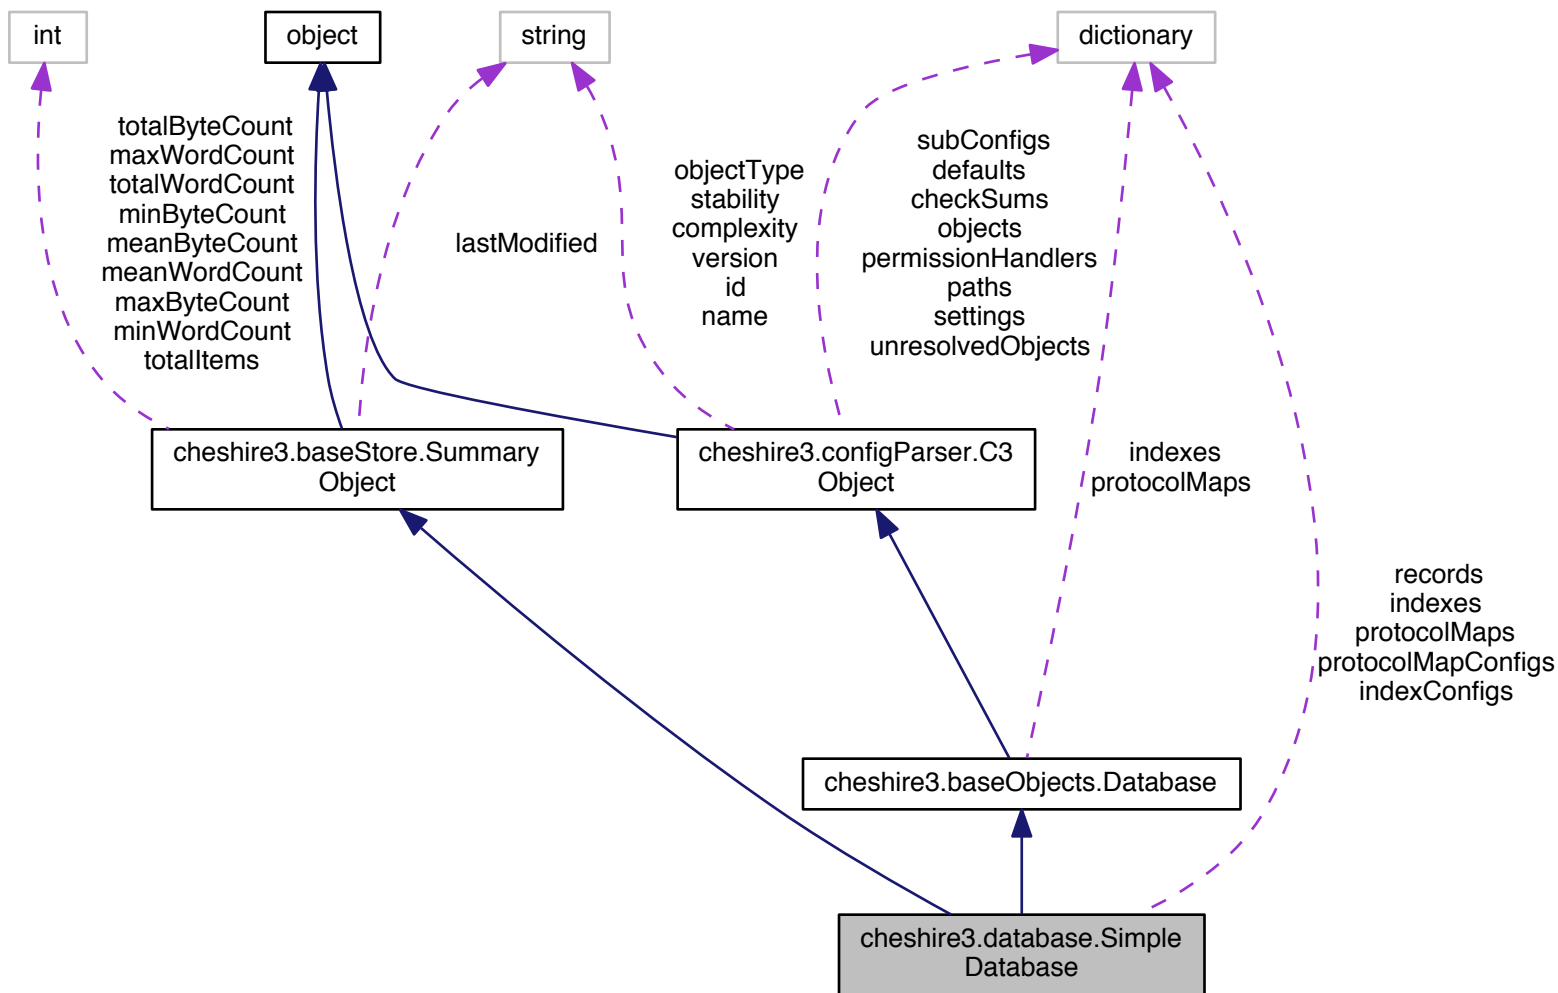 int
object
string
dictionary
totalByteCount
maxWordCount
totalWordCount
minByteCount
meanByteCount
meanWordCount
maxByteCount
minWordCount
totalItems
lastModified
objectType
stability
complexity
version
id
name
subConfigs
defaults
checkSums
objects
permissionHandlers
paths
settings
unresolvedObjects
cheshire3.baseStore.Summary
Object
cheshire3.configParser.C3
Object
indexes
protocolMaps
records
indexes
protocolMaps
protocolMapConfigs
indexConfigs
cheshire3.baseObjects.Database
cheshire3.database.Simple
Database